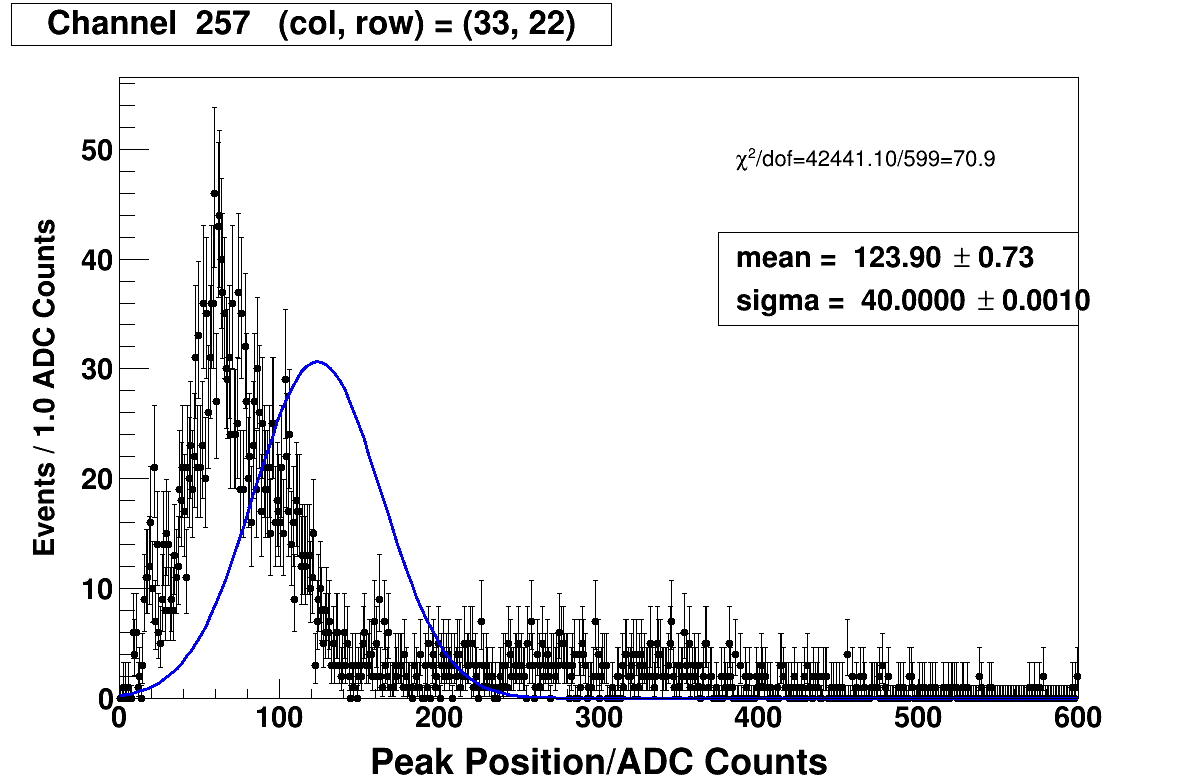 Channel 257 (col, row) = (33, 22)
χ²/dof=42441.10/599=70.9
mean = 123.90 ± 0.73
sigma = 40.0000 ± 0.0010
Events / 1.0 ADC Counts
50
40
30
20
10
0
0 100 200 300 400 500 600
Peak Position/ADC Counts